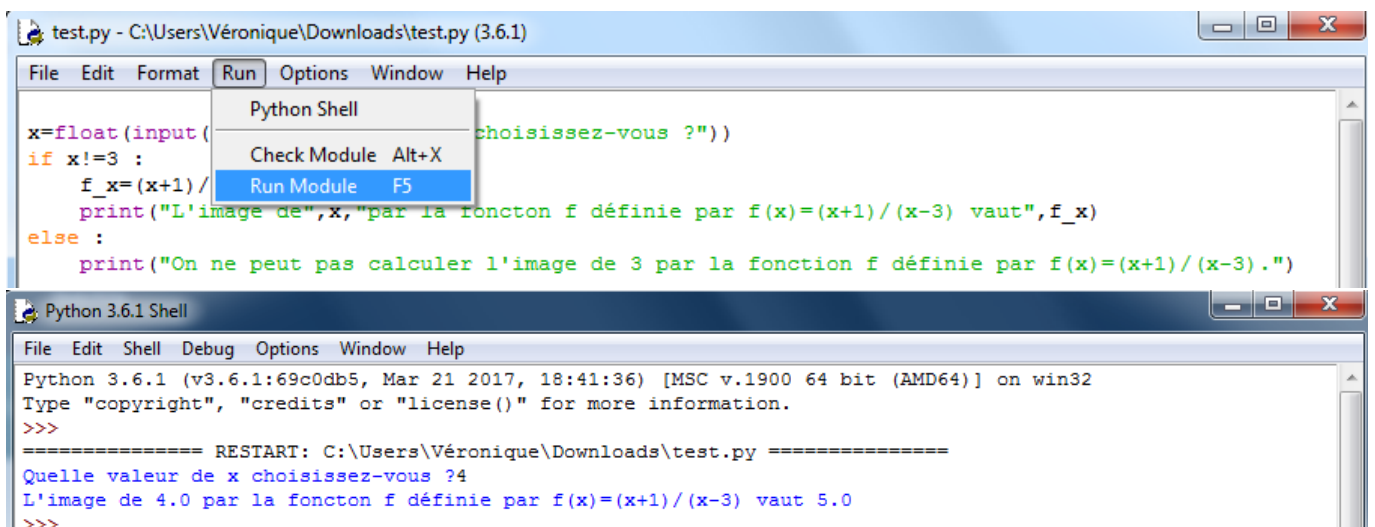 test.py - C:\Users\Véronique\Downloads\test.py (3.6.1)
File Edit Format Run Options Window Help
Python Shell
x=float(input( choisissez-vous ?"))
Check Module Alt+X
if x!=3 :
Run Module F5
f_x=(x+1)/
print("L'image de",x,"par la foncton f définie par f(x)=(x+1)/(x-3) vaut",f_x)
else :
print("On ne peut pas calculer l'image de 3 par la fonction f définie par f(x)=(x+1)/(x-3).")
Python 3.6.1 Shell
File Edit Shell Debug Options Window Help
Python 3.6.1 (v3.6.1:69c0db5, Mar 21 2017, 18:41:36) [MSC v.1900 64 bit (AMD64)] on win32
Type "copyright", "credits" or "license()" for more information.
>>>
=============== RESTART: C:\Users\Véronique\Downloads\test.py ===============
Quelle valeur de x choisissez-vous ?4
L'image de 4.0 par la foncton f définie par f(x)=(x+1)/(x-3) vaut 5.0
>>>